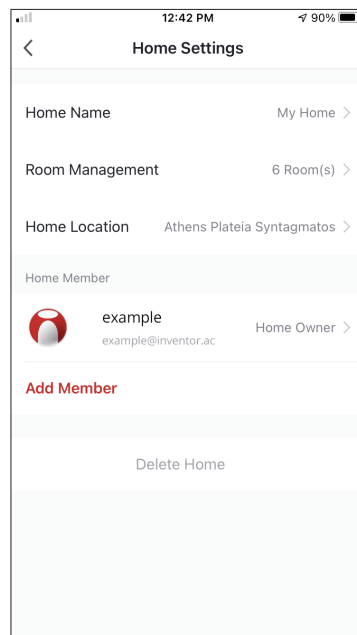 12:42 PM 90%
Home Settings
Home Name My Home
Room Management 6 Room(s)
Home Location Athens Plateia Syntagmatos
Home Member
example
example@inventor.ac
Home Owner
Add Member
Delete Home